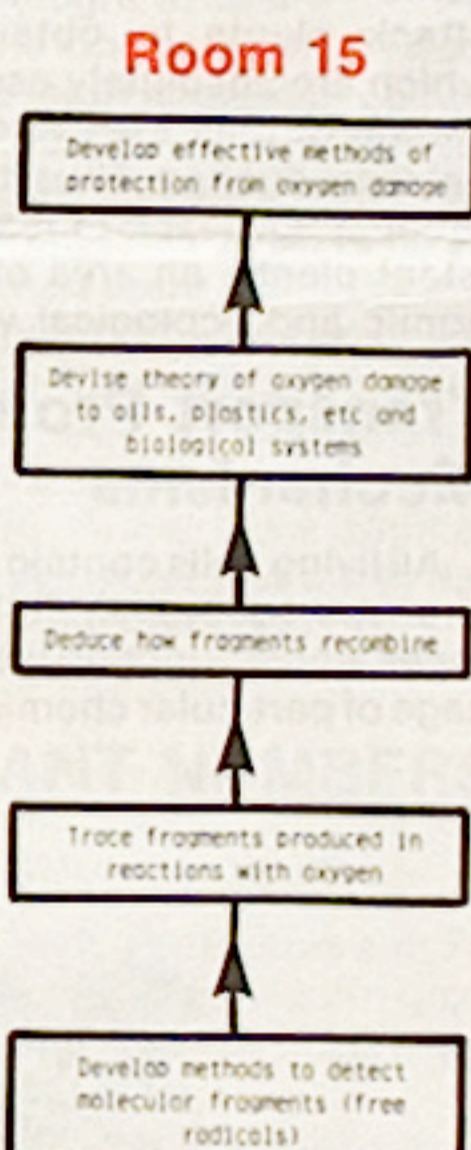 Room 15
Develop effective methods of
protection from oxygen damage
Devise theory of oxygen damage
to oils, plastics, etc and
biological systems
Deduce how fragments recombine
Trace fragments produced in
reactions with oxygen
Develop methods to detect
molecular fragments (free
radicals)